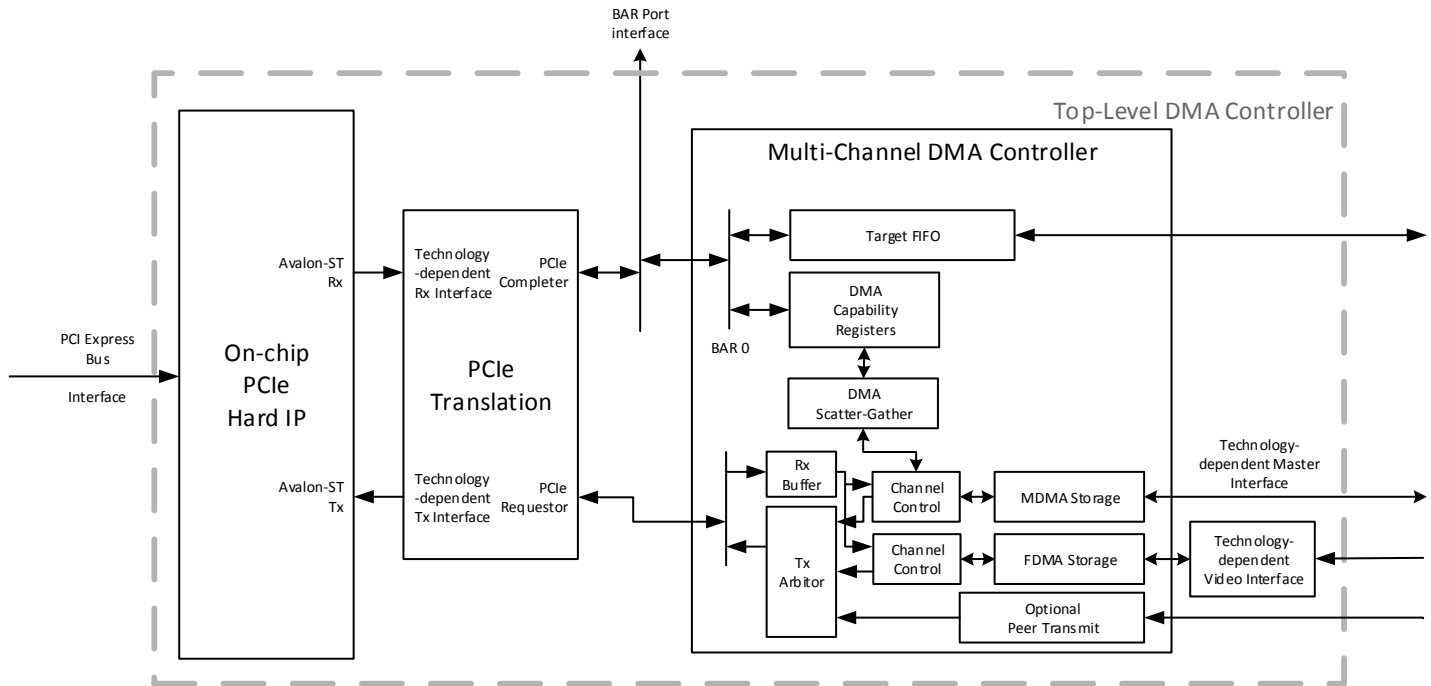 BAR Port
interface
Top-Level DMA Controller
Multi-Channel DMA Controller
Target FIFO
Avalon-ST
Rx
Technology
-dependent
Rx Interface
PCIe
Completer
DMA
Capability
Registers
BAR 0
PCI Express
Bus
Interface
On-chip
PCIe
Hard IP
PCIe
Translation
DMA
Scatter-Gather
Avalon-ST
Tx
Technology
-dependent
Tx Interface
PCIe
Requestor
Rx
Buffer
Channel
Control
MDMA Storage
Technology-
dependent Master
Interface
Tx
Arbitor
Channel
Control
FDMA Storage
Technology-
dependent
Video Interface
Optional
Peer Transmit